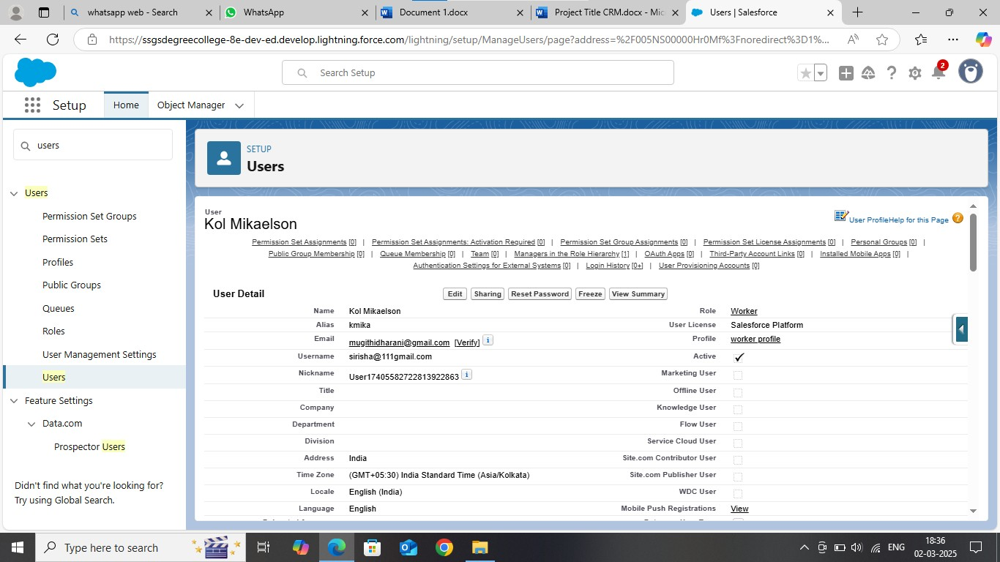 whatsapp web - Search
WhatsApp
Document 1.docx
Project Title CRM.docx - Mic
Users | Salesforce
https://ssgsdegreecollege-8e-dev-ed.develop.lightning.force.com/lightning/setup/ManageUsers/page?address=%2F005NS00000Hr0Mf%3Fnoredirect%3D1%...
Search Setup
2
Setup
Home
Object Manager
users
SETUP
Users
Users
Permission Set Groups
Permission Sets
Profiles
Public Groups
Queues
Roles
User Management Settings
Users
Feature Settings
Data.com
Prospector Users
Didn't find what you're looking for?
Try using Global Search.
User
Kol Mikaelson
User Profile Help for this Page ?
Permission Set Assignments [0] | Permission Set Assignments: Activation Required [0] | Permission Set Group Assignments [0] | Permission Set License Assignments [0] | Personal Groups [0] |
Public Group Membership [0] | Queue Membership [0] | Team [0] | Managers in the Role Hierarchy [1] | OAuth Apps [0] | Third-Party Account Links [0] | Installed Mobile Apps [0] |
Authentication Settings for External Systems [0] | Login History [0+] | User Provisioning Accounts [0]
User Detail
Edit Sharing Reset Password Freeze View Summary
Name Kol Mikaelson Role Worker
Alias kmika User License Salesforce Platform
Email mugithidharani@gmail.com [Verify] i Profile worker profile
Username sirisha@111gmail.com Active
Nickname User17405582722813922863 i Marketing User
Title Offline User
Company Knowledge User
Department Flow User
Division Service Cloud User
Address India Site.com Contributor User
Time Zone (GMT+05:30) India Standard Time (Asia/Kolkata) Site.com Publisher User
Locale English (India) WDC User
Language English Mobile Push Registrations View
Type here to search
ENG
18:36
02-03-2025